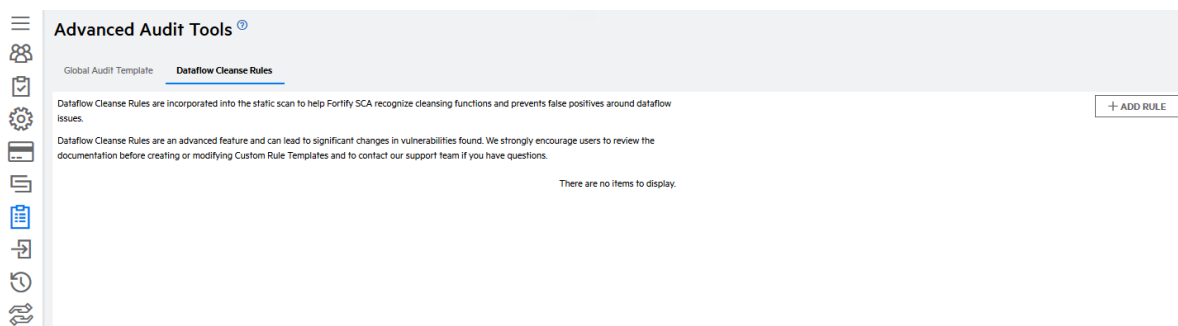 Advanced Audit Tools ?
Global Audit Template Dataflow Cleanse Rules
Dataflow Cleanse Rules are incorporated into the static scan to help Fortify SCA recognize cleansing functions and prevents false positives around dataflow
issues.
+ ADD RULE
Dataflow Cleanse Rules are an advanced feature and can lead to significant changes in vulnerabilities found. We strongly encourage users to review the
documentation before creating or modifying Custom Rule Templates and to contact our support team if you have questions.
There are no items to display.